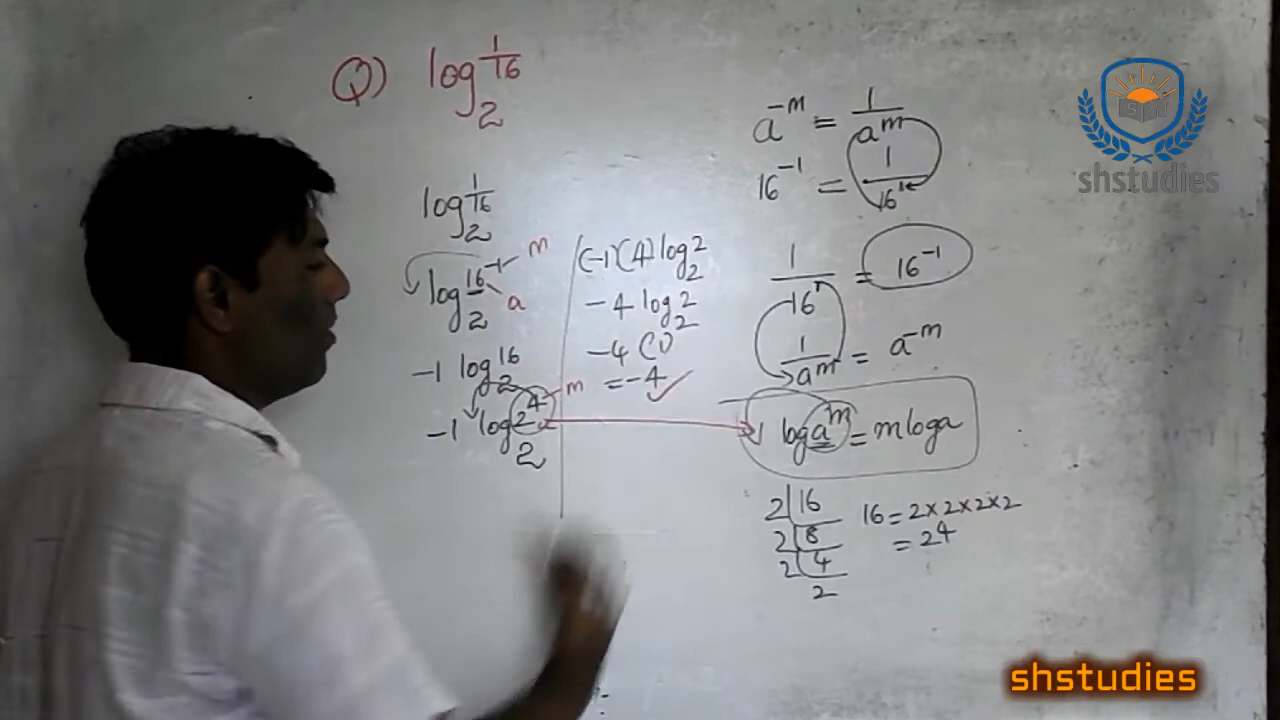 Q) log₂ 1/16
log₂ 1/16
log₂ 16⁻¹ m
a
-1 log₂ 16
-1 log₂ 2⁴ m
(-1)(4) log₂ 2
-4 log₂ 2
-4 (1)
= -4 ✓
a⁻ᵐ = 1/aᵐ
16⁻¹ = 1/16¹
1/16¹ = 16⁻¹
1/aᵐ = a⁻ᵐ
log aᵐ = m log a
2 | 16
2 | 8
2 | 4
2
16 = 2×2×2×2
= 2⁴
shstudies
shstudies